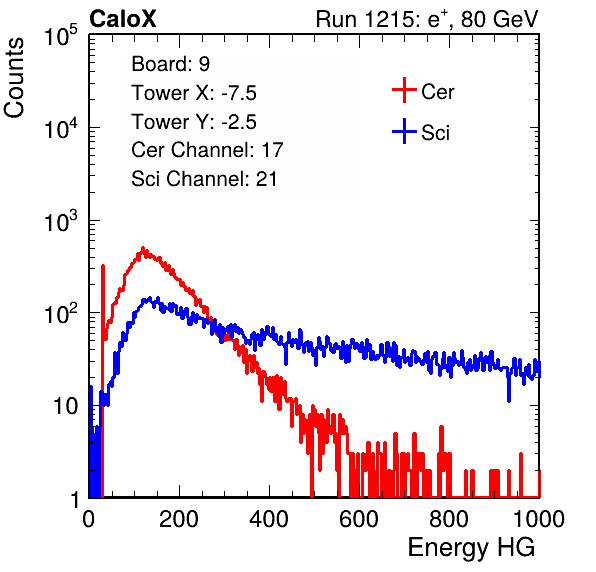 CaloX Run 1215: e⁺, 80 GeV
Counts
Board: 9
Tower X: -7.5
Tower Y: -2.5
Cer Channel: 17
Sci Channel: 21
Cer
Sci
10⁵
10⁴
10³
10²
10
1
0 200 400 600 800 1000
Energy HG